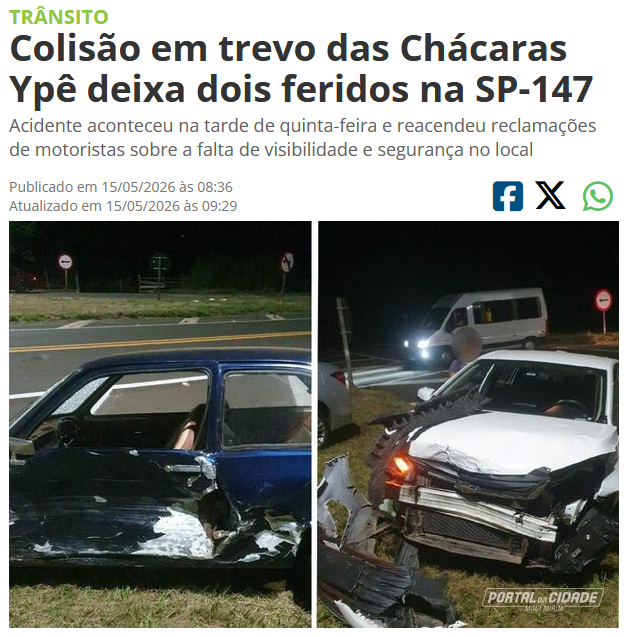 TRÂNSITO
Colisão em trevo das Chácaras
Ypê deixa dois feridos na SP-147
Acidente aconteceu na tarde de quinta-feira e reacendeu reclamações
de motoristas sobre a falta de visibilidade e segurança no local
Publicado em 15/05/2026 às 08:36
Atualizado em 15/05/2026 às 09:29
PORTAL DA CIDADE
MOGI MIRIM